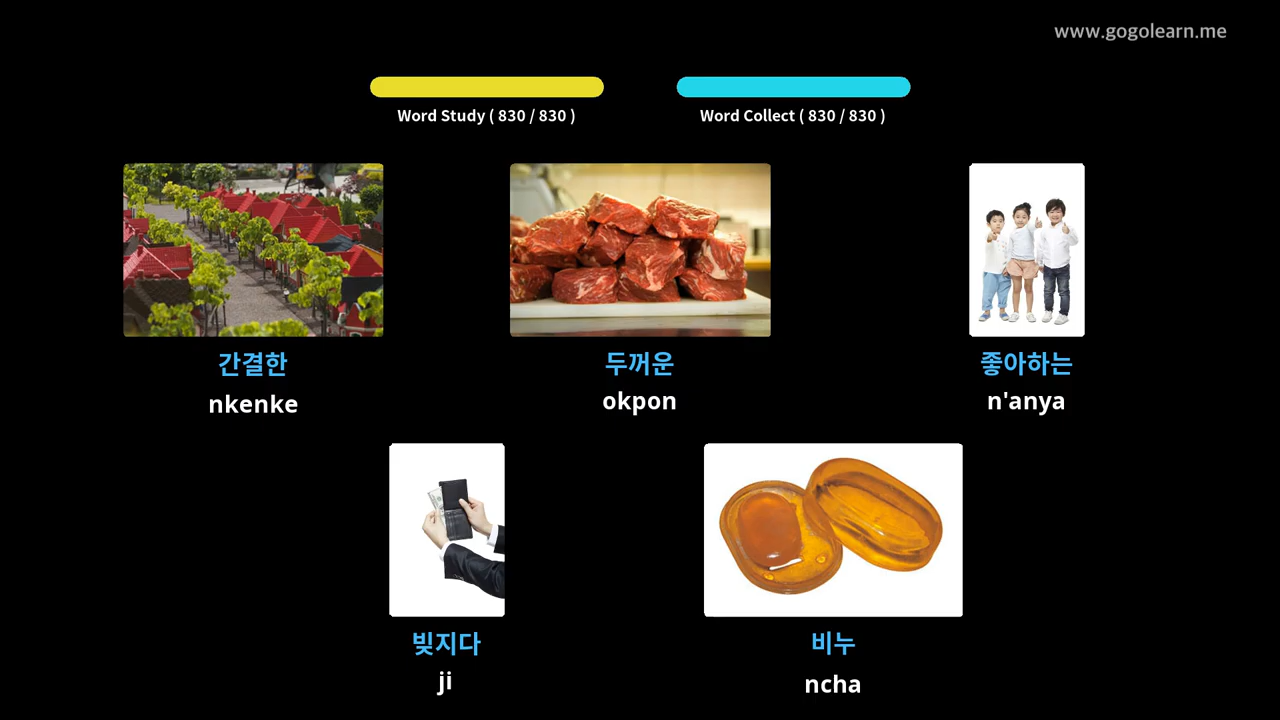 www.gogolearn.me
Word Study ( 830 / 830 )
Word Collect ( 830 / 830 )
간결한
nkenke
두꺼운
okpon
좋아하는
n'anya
빚지다
ji
비누
ncha